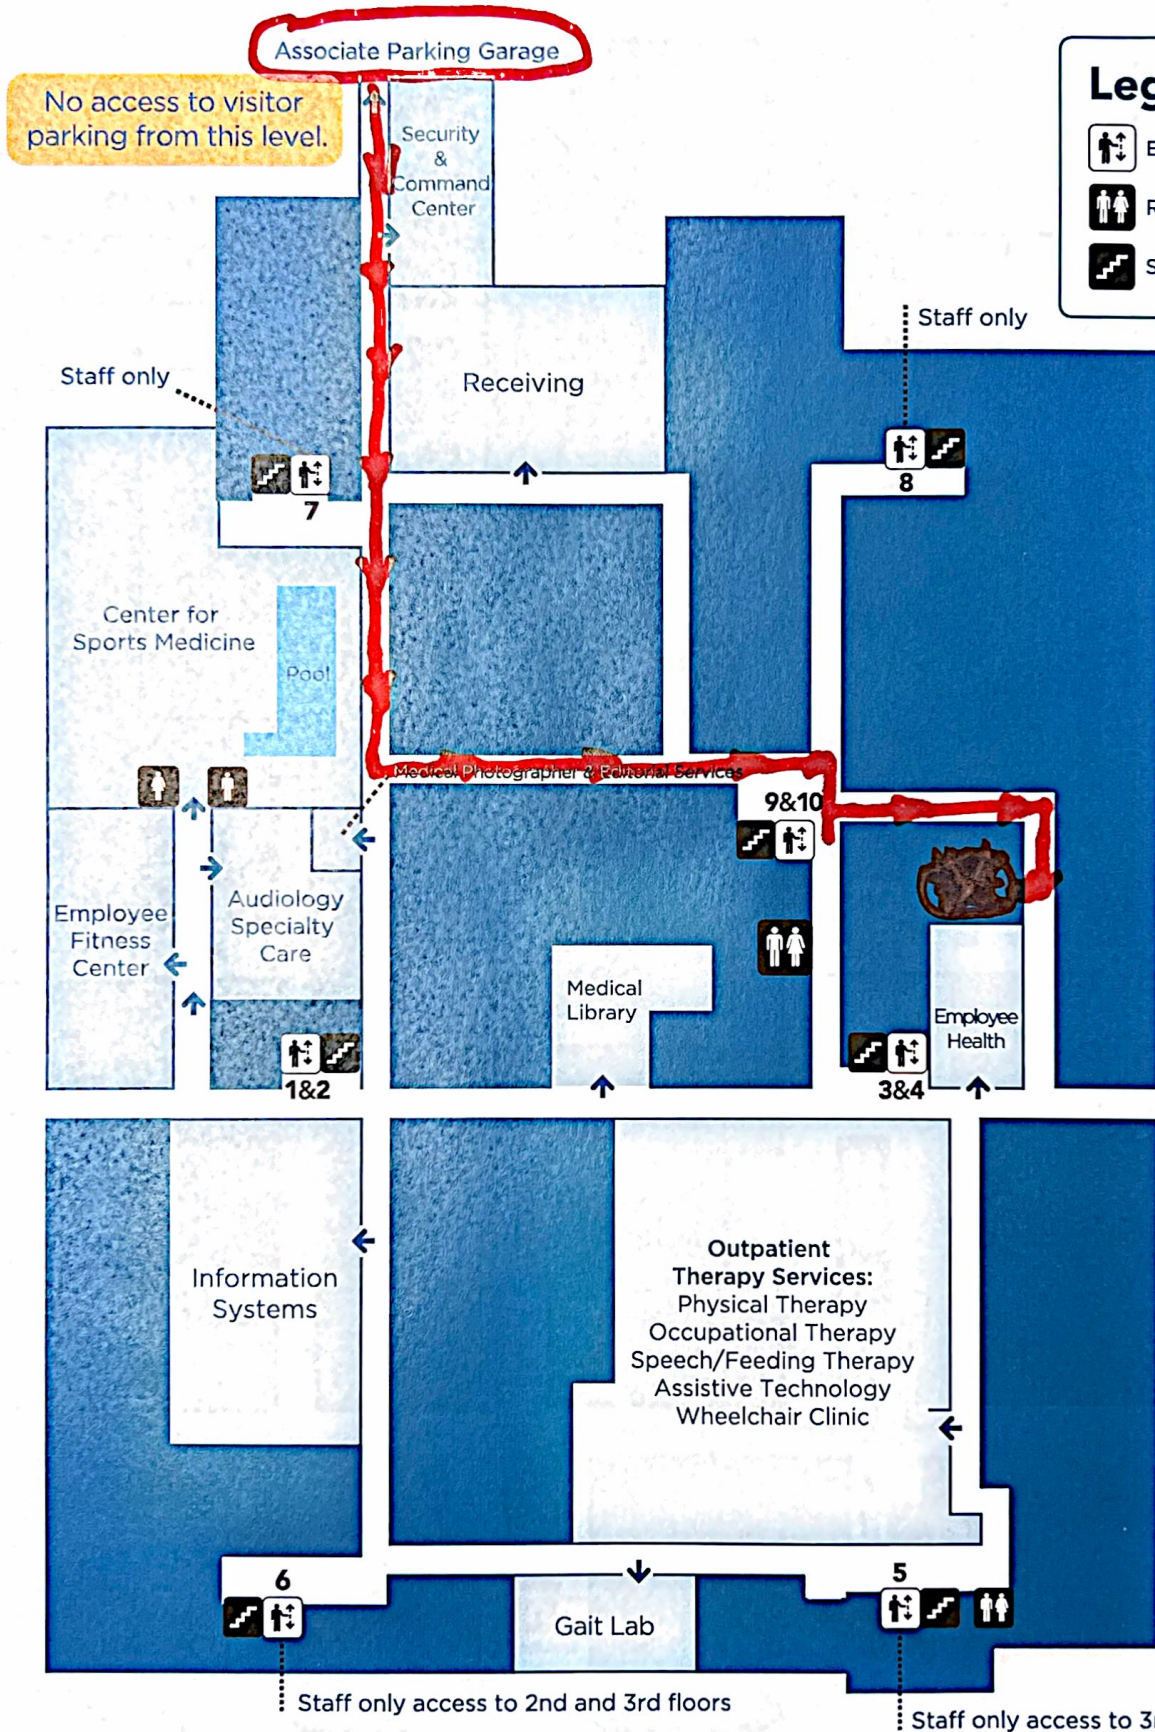 Associate Parking Garage
No access to visitor
parking from this level.
Security
&
Command
Center
Staff only
Receiving
Staff only
7
8
Center for
Sports Medicine
Pool
Medical Photographer & Editorial Services
9&10
Audiology
Specialty
Care
Employee
Fitness
Center
Medical
Library
Employee
Health
1&2
3&4
Information
Systems
Outpatient
Therapy Services:
Physical Therapy
Occupational Therapy
Speech/Feeding Therapy
Assistive Technology
Wheelchair Clinic
6
5
Gait Lab
Staff only access to 2nd and 3rd floors
Staff only access to